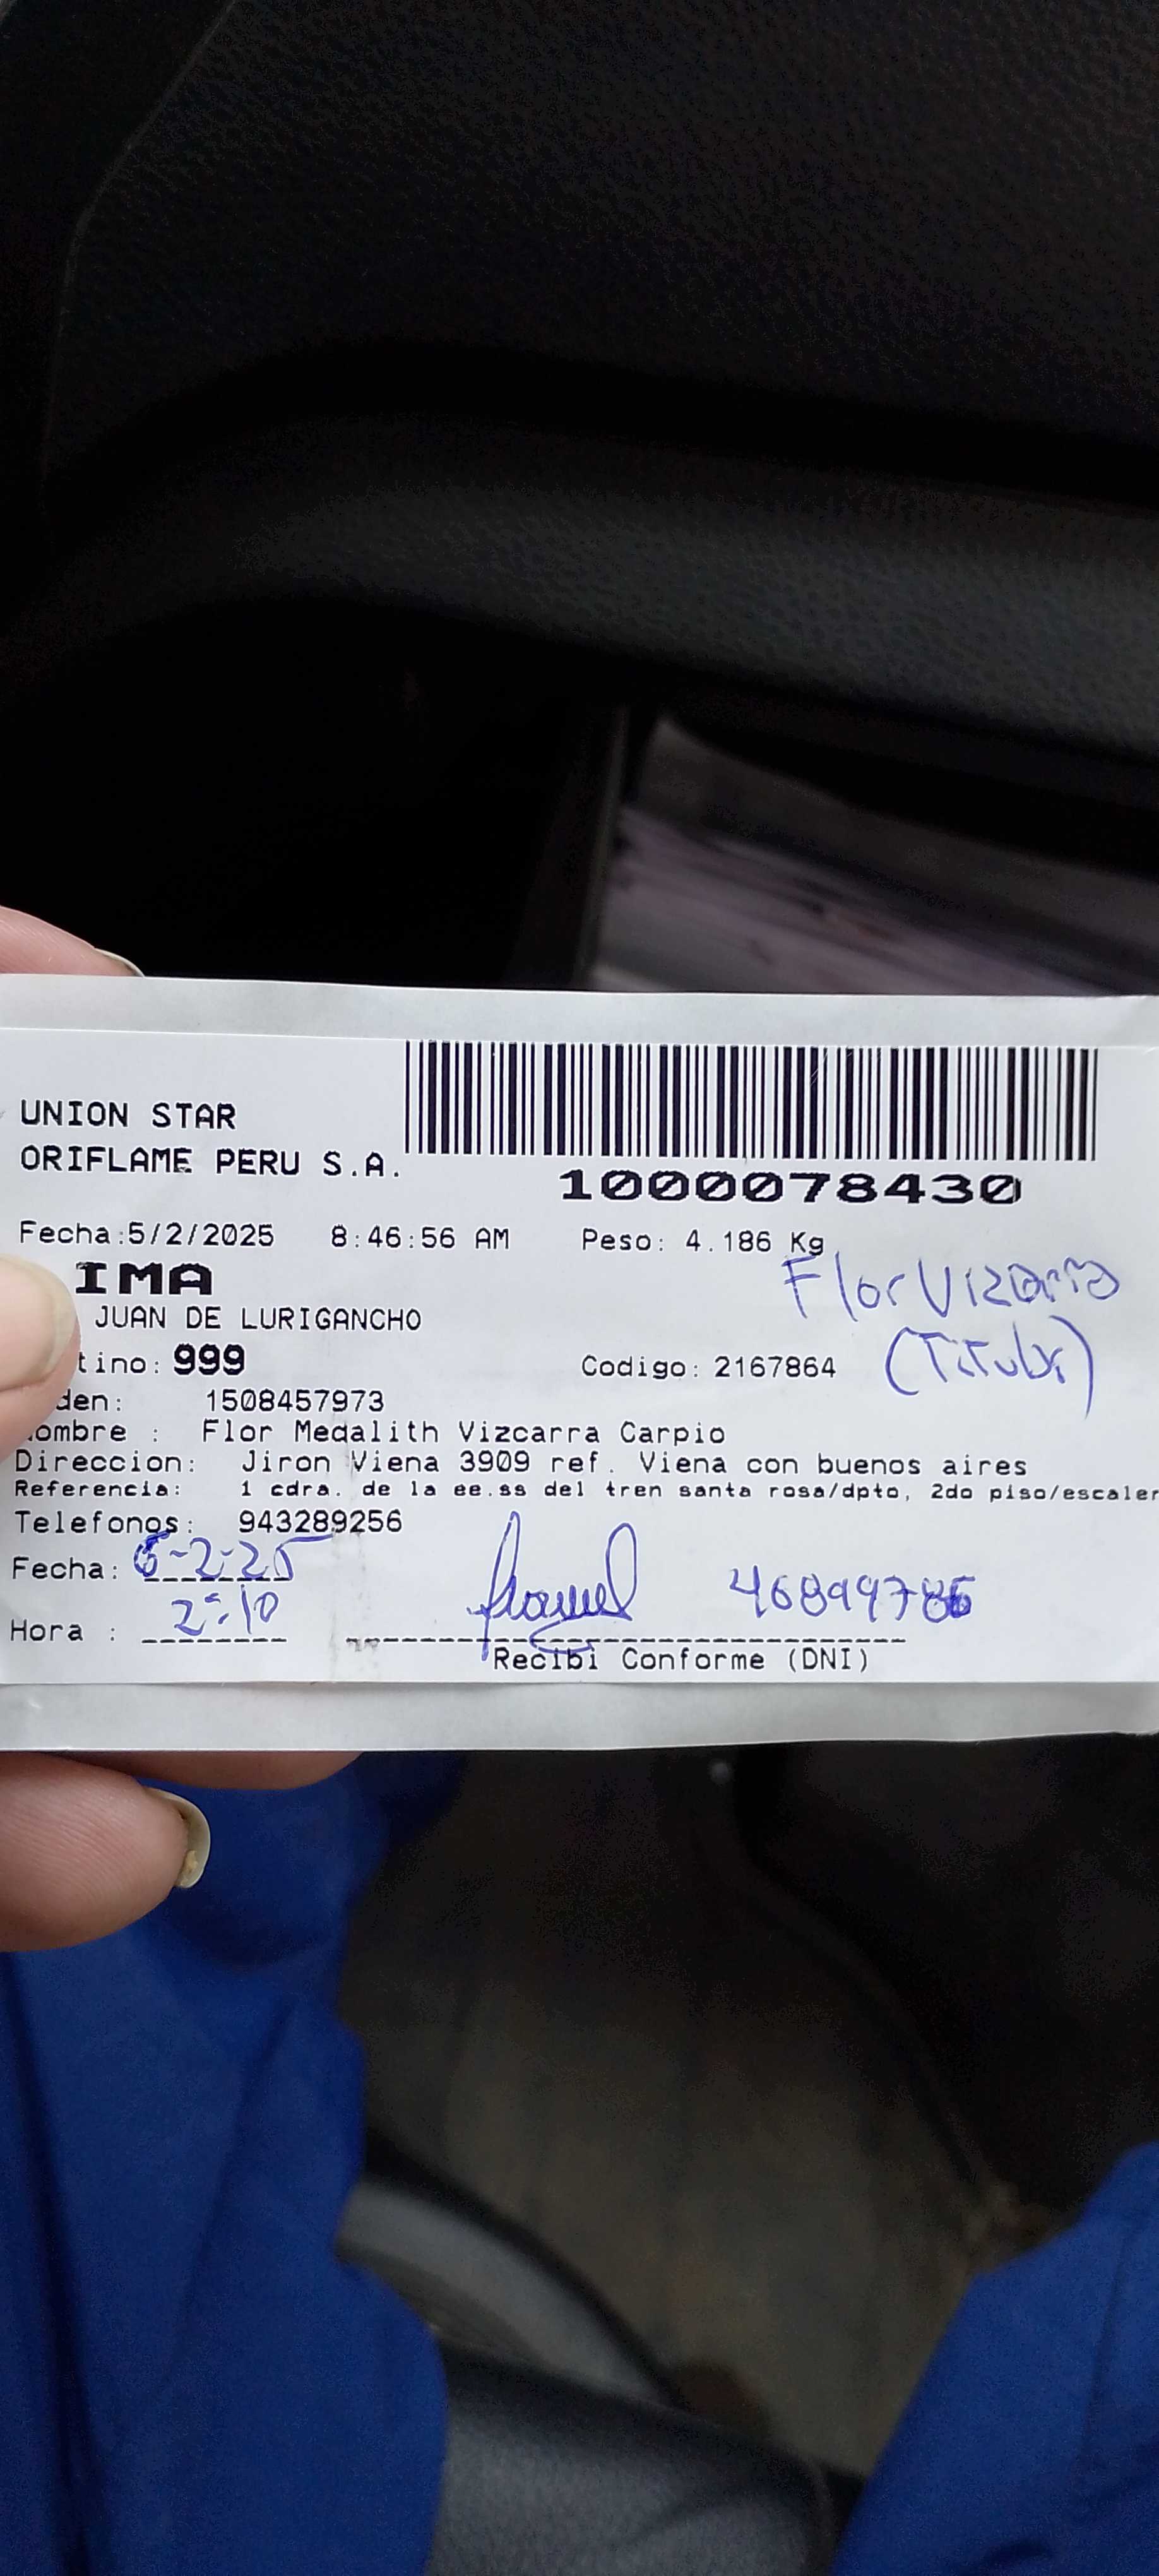 UNION STAR
ORIFLAME PERU S.A.
1000078430
Fecha:5/2/2025 8:46:56 AM Peso: 4.186 Kg
IMA
Flor Vizcarra
JUAN DE LURIGANCHO
(Titular)
tino: 999 Codigo: 2167864
den: 1508457973
ombre : Flor Medalith Vizcarra Carpio
Direccion: Jiron Viena 3909 ref. Viena con buenos aires
Referencia: 1 cdra. de la ee.ss del tren santa rosa/dpto, 2do piso/escaler
Telefonos: 943289256
Fecha: 6-2-25
Hora : 2:10
Recibi Conforme (DNI)